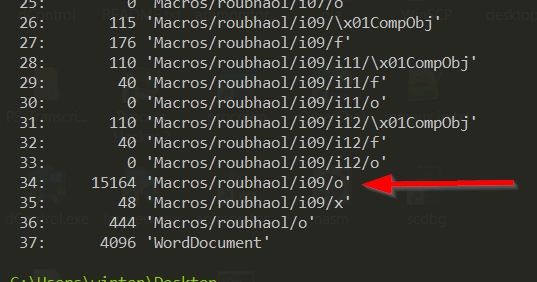 25: 0 'Macros/roubhaol/i07/o'
26: 115 'Macros/roubhaol/i09/\x01CompObj'
27: 176 'Macros/roubhaol/i09/f'
28: 110 'Macros/roubhaol/i09/i11/\x01CompObj'
29: 40 'Macros/roubhaol/i09/i11/f'
30: 0 'Macros/roubhaol/i09/i11/o'
31: 110 'Macros/roubhaol/i09/i12/\x01CompObj'
32: 40 'Macros/roubhaol/i09/i12/f'
33: 0 'Macros/roubhaol/i09/i12/o'
34: 15164 'Macros/roubhaol/i09/o'
35: 48 'Macros/roubhaol/i09/x'
36: 444 'Macros/roubhaol/o'
37: 4096 'WordDocument'
scdbg